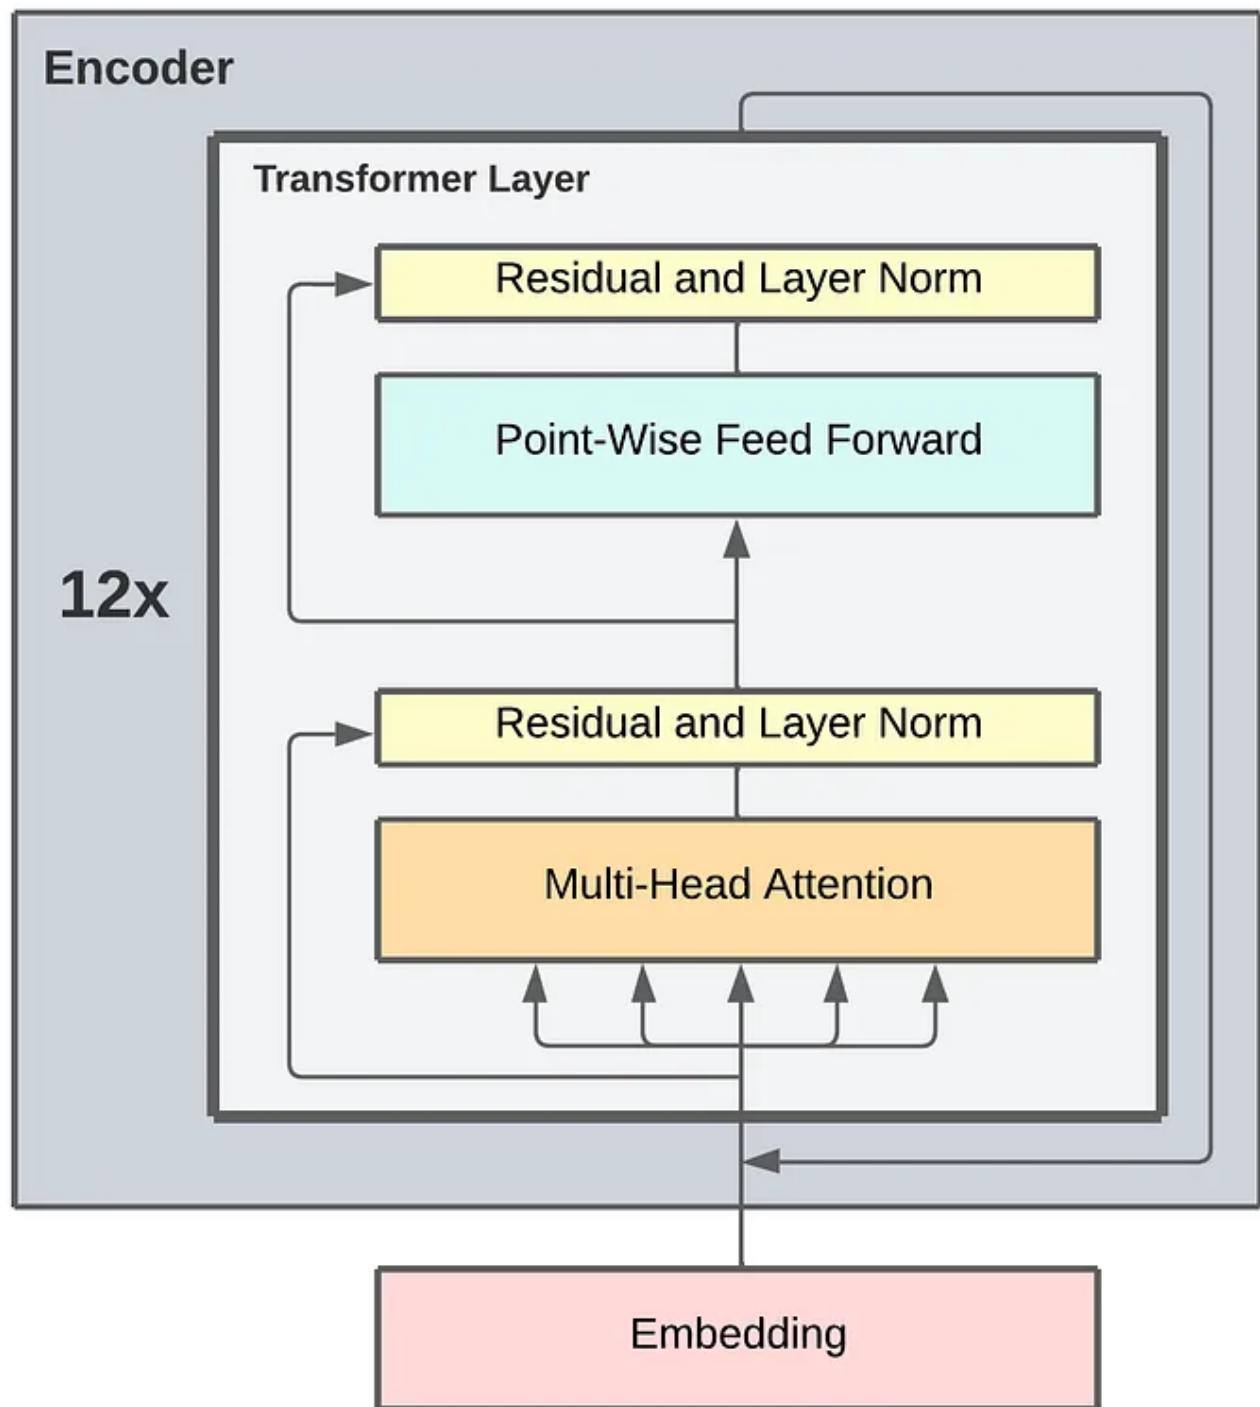 Encoder
Transformer Layer
Residual and Layer Norm
Point-Wise Feed Forward
12x
Residual and Layer Norm
Multi-Head Attention
Embedding